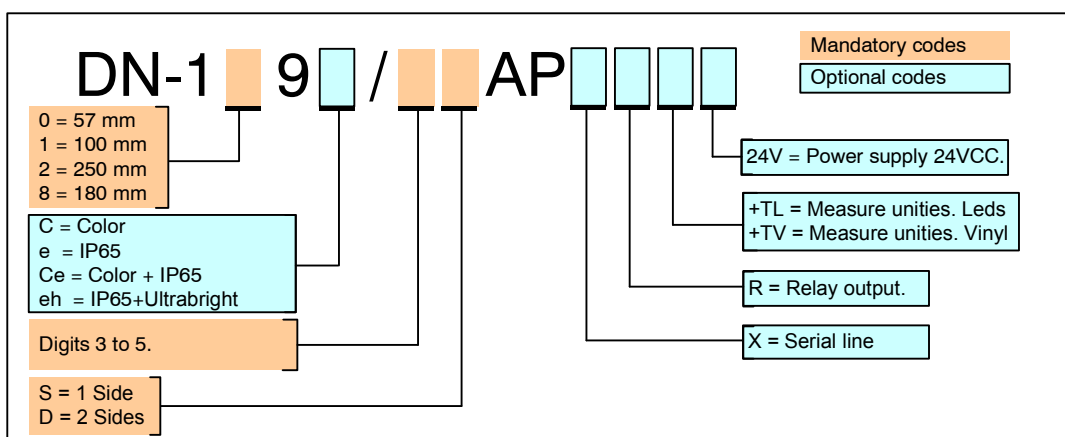 DN-1 9 / AP
Mandatory codes
Optional codes
0 = 57 mm
1 = 100 mm
2 = 250 mm
8 = 180 mm
C = Color
e = IP65
Ce = Color + IP65
eh = IP65+Ultrabright
Digits 3 to 5.
S = 1 Side
D = 2 Sides
24V = Power supply 24VCC.
+TL = Measure unities. Leds
+TV = Measure unities. Vinyl
R = Relay output.
X = Serial line